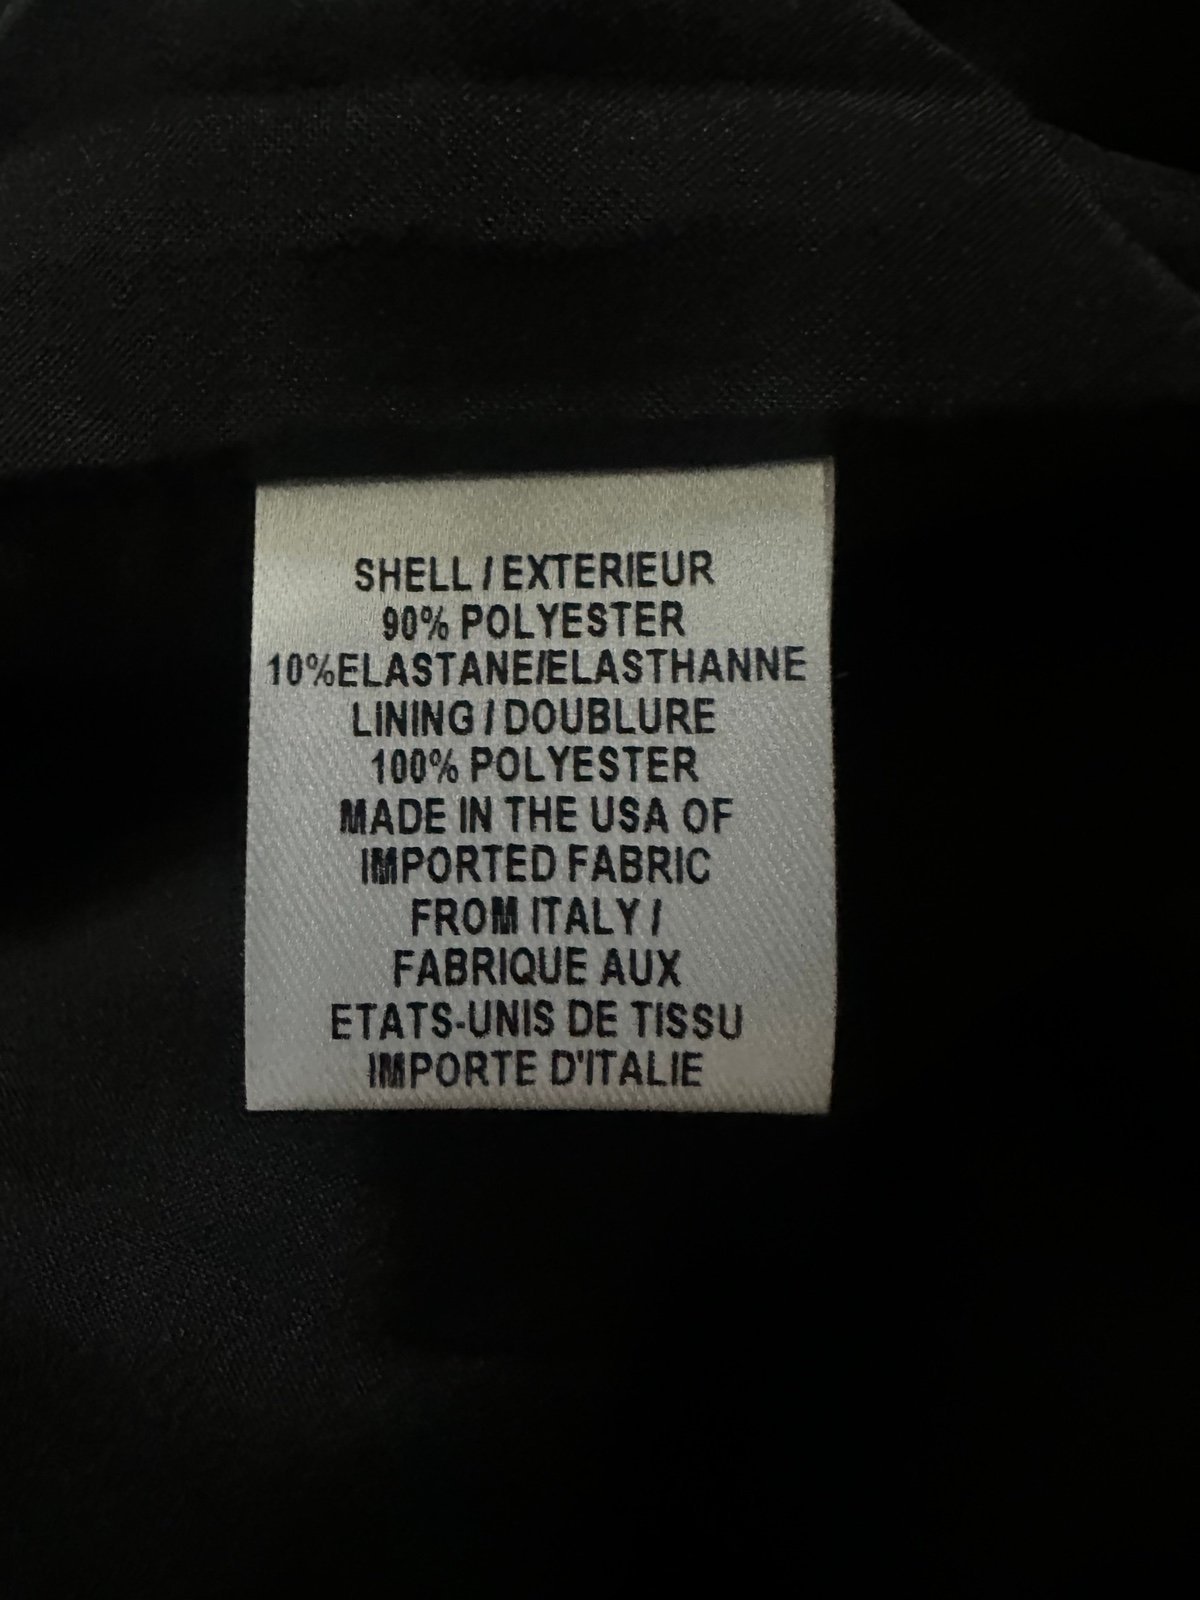 SHELL / EXTERIEUR
90% POLYESTER
10%ELASTANE/ELASTHANNE
LINING / DOUBLURE
100% POLYESTER
MADE IN THE USA OF
IMPORTED FABRIC
FROM ITALY /
FABRIQUE AUX
ETATS-UNIS DE TISSU
IMPORTE D'ITALIE